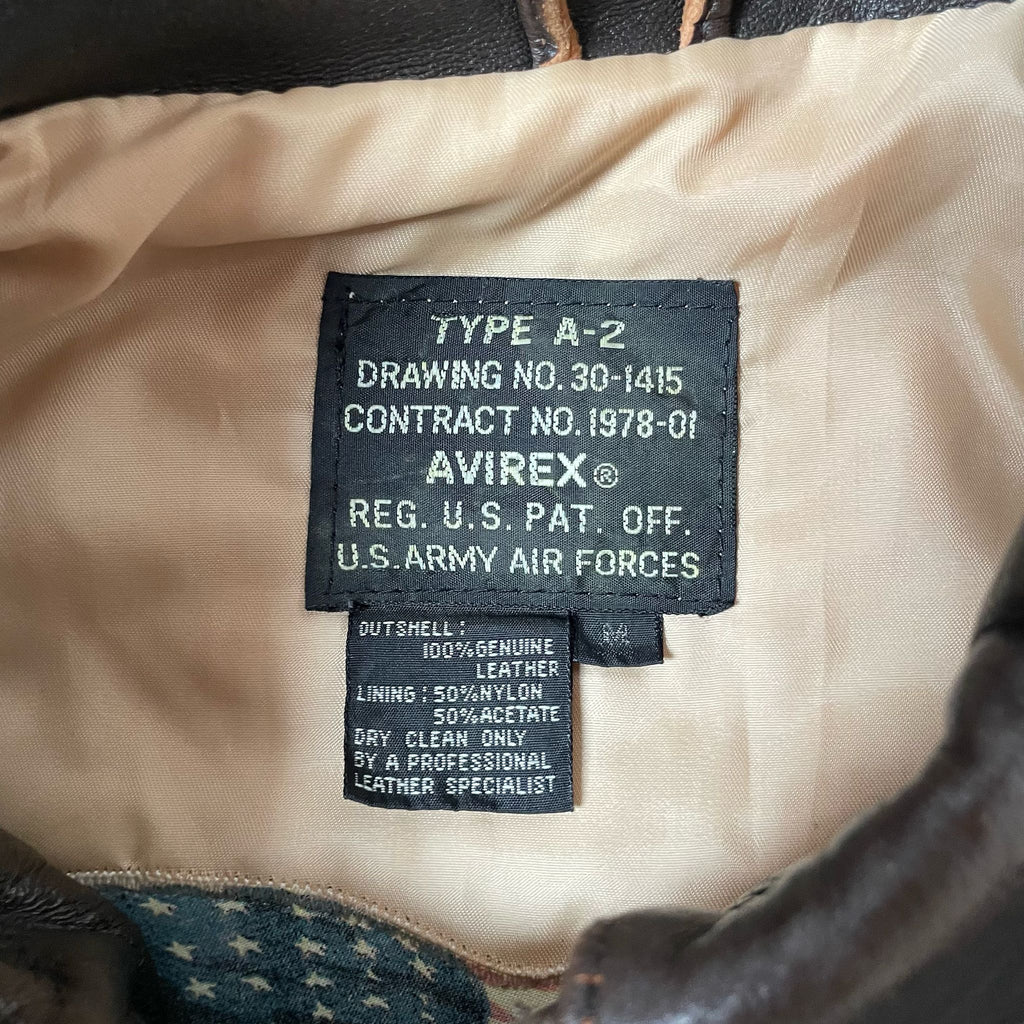 TYPE A-2
DRAWING NO. 30-1415
CONTRACT NO. 1978-01
AVIREX®
REG. U.S. PAT. OFF.
U.S. ARMY AIR FORCES
M
OUTSHELL:
100% GENUINE
LEATHER
LINING: 50% NYLON
50% ACETATE
DRY CLEAN ONLY
BY A PROFESSIONAL
LEATHER SPECIALIST